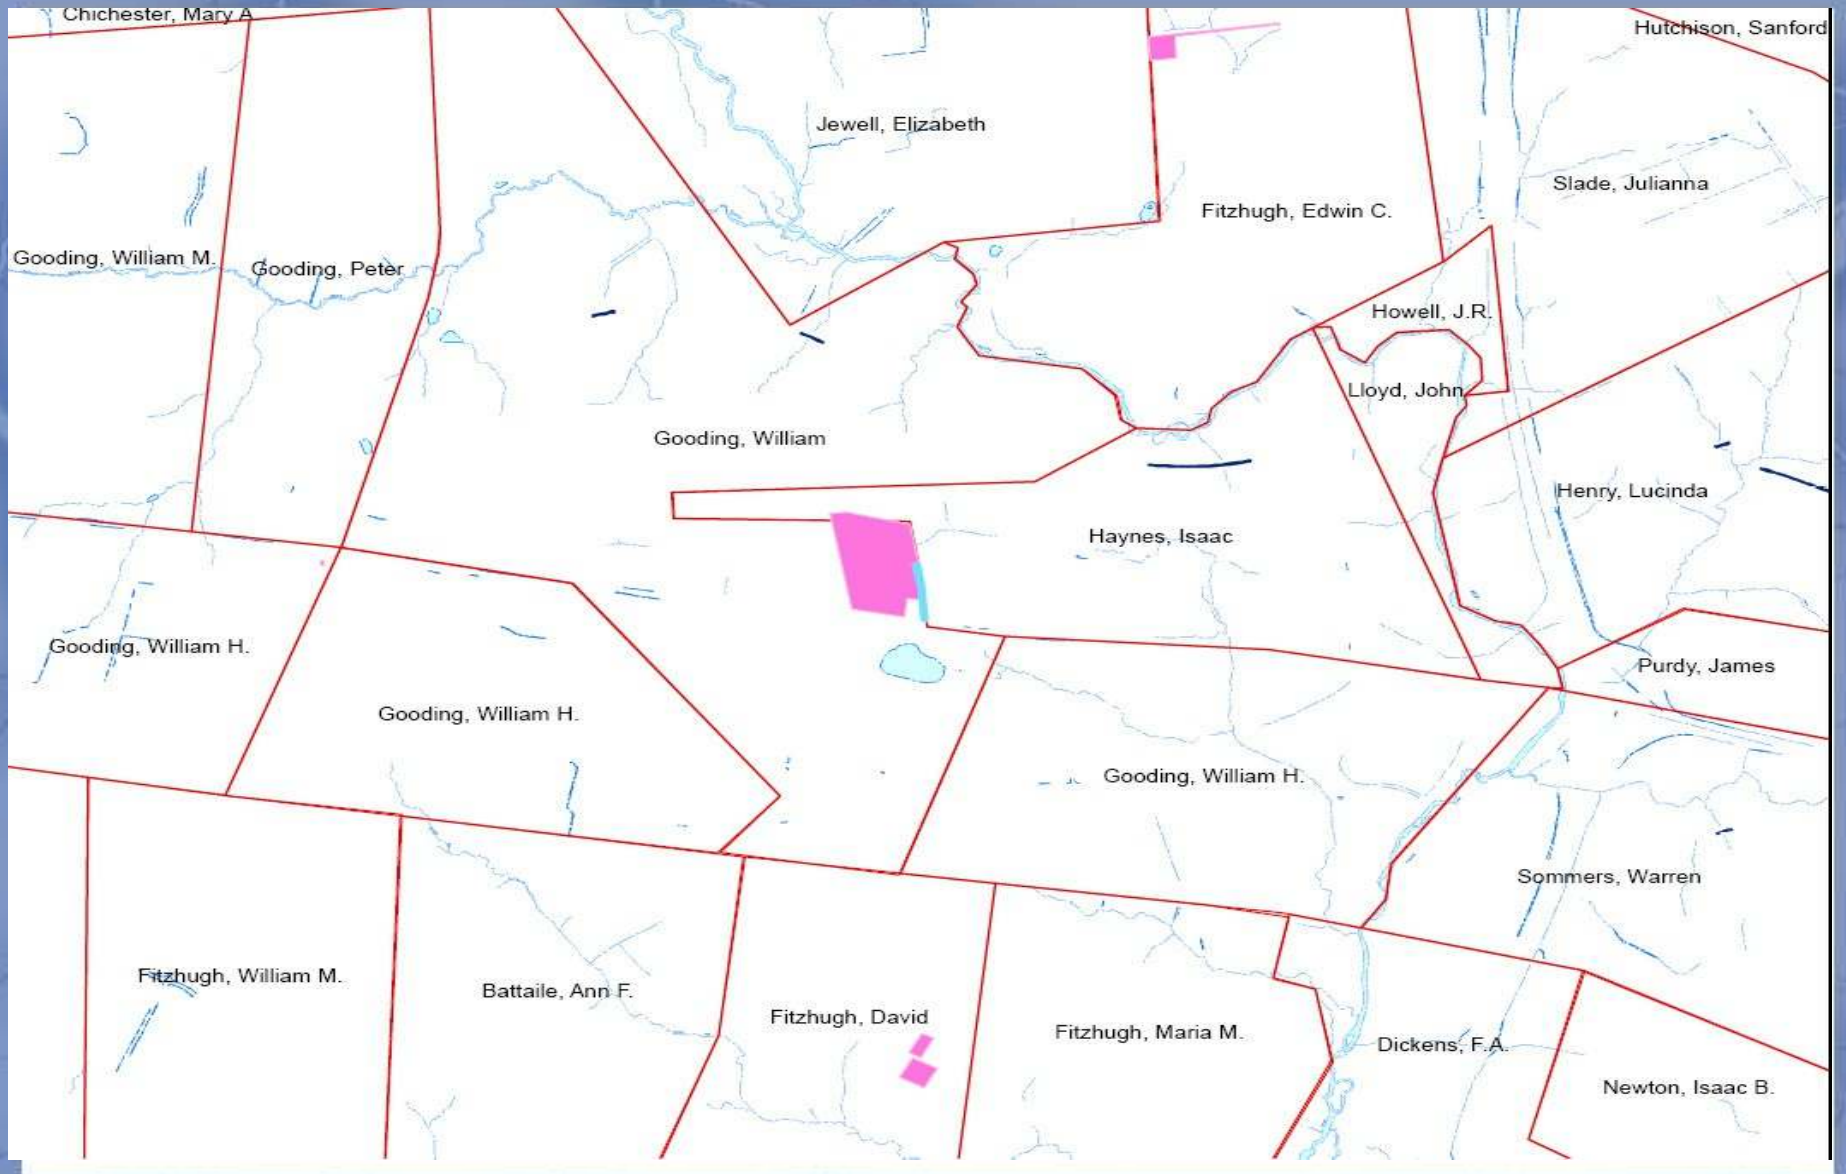 Chichester, Mary A
Hutchison, Sanford
Jewell, Elizabeth
Slade, Julianna
Fitzhugh, Edwin C.
Gooding, William M.
Gooding, Peter
Howell, J.R.
Lloyd, John
Gooding, William
Henry, Lucinda
Haynes, Isaac
Gooding, William H.
Purdy, James
Gooding, William H.
Gooding, William H.
Sommers, Warren
Fitzhugh, William M.
Battaile, Ann F.
Fitzhugh, David
Fitzhugh, Maria M.
Dickens, F.A.
Newton, Isaac B.